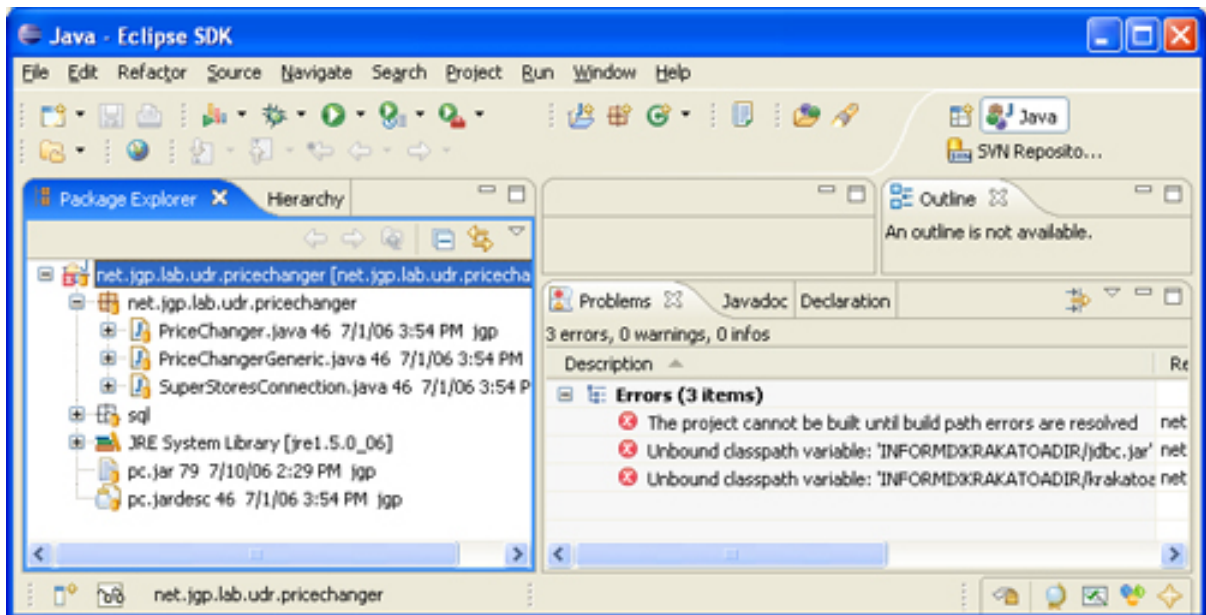 Java - Eclipse SDK
File Edit Refactor Source Navigate Search Project Run Window Help
Java
SVN Reposito...
Package Explorer Hierarchy
Outline
An outline is not available.
net.jgp.lab.udr.pricechanger [net.jgp.lab.udr.pricecha
net.jgp.lab.udr.pricechanger
PriceChanger.java 46 7/1/06 3:54 PM jgp
PriceChangerGeneric.java 46 7/1/06 3:54 PM
SuperStoresConnection.java 46 7/1/06 3:54 P
sql
JRE System Library [jre1.5.0_06]
pc.jar 79 7/10/06 2:29 PM jgp
pc.jardesc 46 7/1/06 3:54 PM jgp
Problems Javadoc Declaration
3 errors, 0 warnings, 0 infos
Description Re
Errors (3 items)
The project cannot be built until build path errors are resolved net
Unbound classpath variable: net
Unbound classpath variable: net
net.jgp.lab.udr.pricechanger